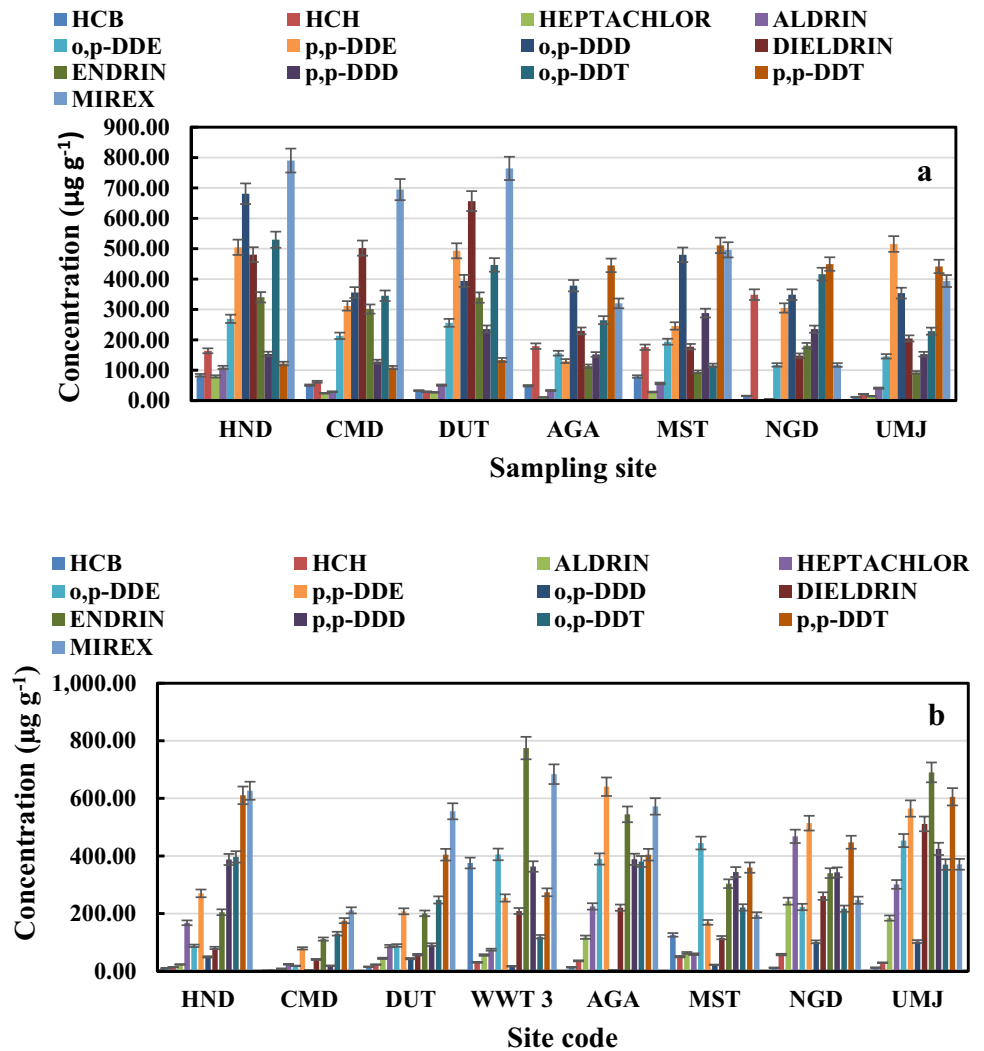 HCB HCH HEPTACHLOR ALDRIN
o,p-DDE p,p-DDE o,p-DDD DIELDRIN
ENDRIN p,p-DDD o,p-DDT p,p-DDT
MIREX
900.00
800.00
700.00
600.00
500.00
400.00
300.00
200.00
100.00
0.00
Concentration (µg g-1)
a
HND CMD DUT AGA MST NGD UMJ
Sampling site
HCB HCH ALDRIN HEPTACHLOR
o,p-DDE p,p-DDE o,p-DDD DIELDRIN
ENDRIN p,p-DDD o,p-DDT p,p-DDT
MIREX
1,000.00
800.00
600.00
400.00
200.00
0.00
Concentration (µg g-1)
b
HND CMD DUT WWT 3 AGA MST NGD UMJ
Site code